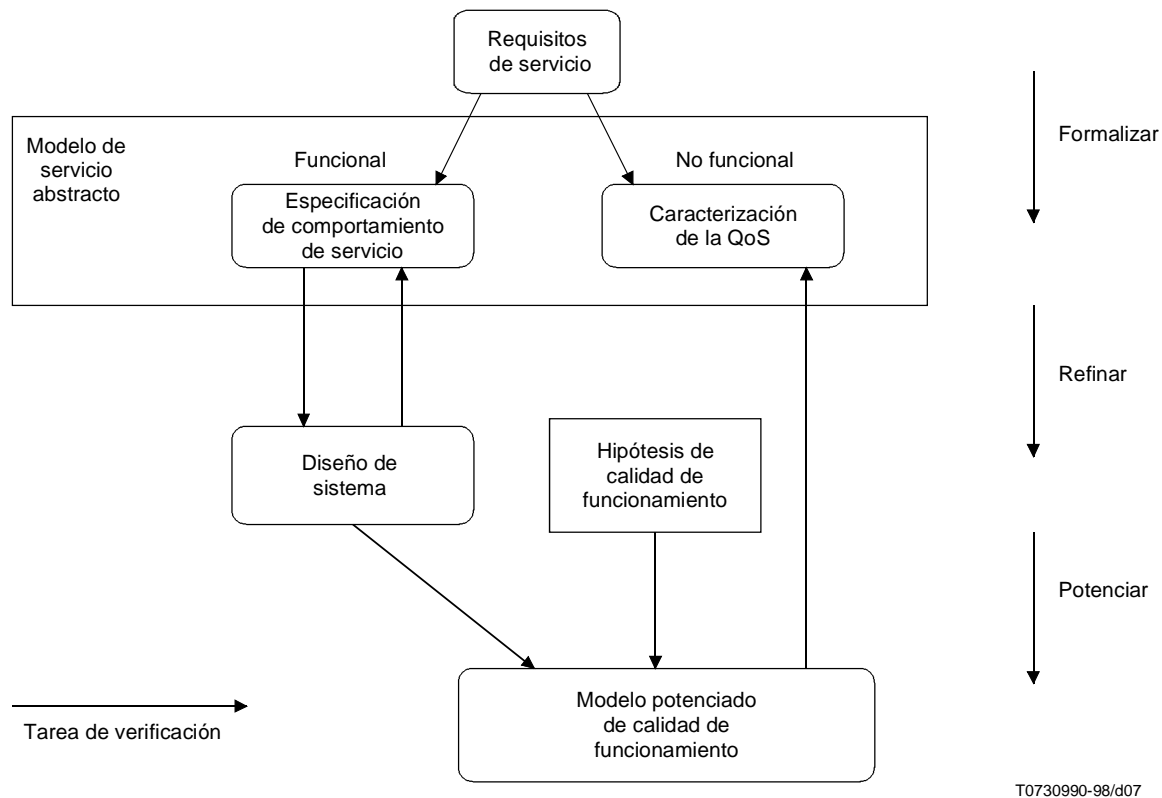 Requisitos
de servicio
Formalizar
Modelo de
servicio
abstracto
Funcional
No funcional
Especificación
de comportamiento
de servicio
Caracterización
de la QoS
Refinar
Diseño de
sistema
Hipótesis de
calidad de
funcionamiento
Potenciar
Modelo potenciado
de calidad de
funcionamiento
Tarea de verificación
T0730990-98/d07